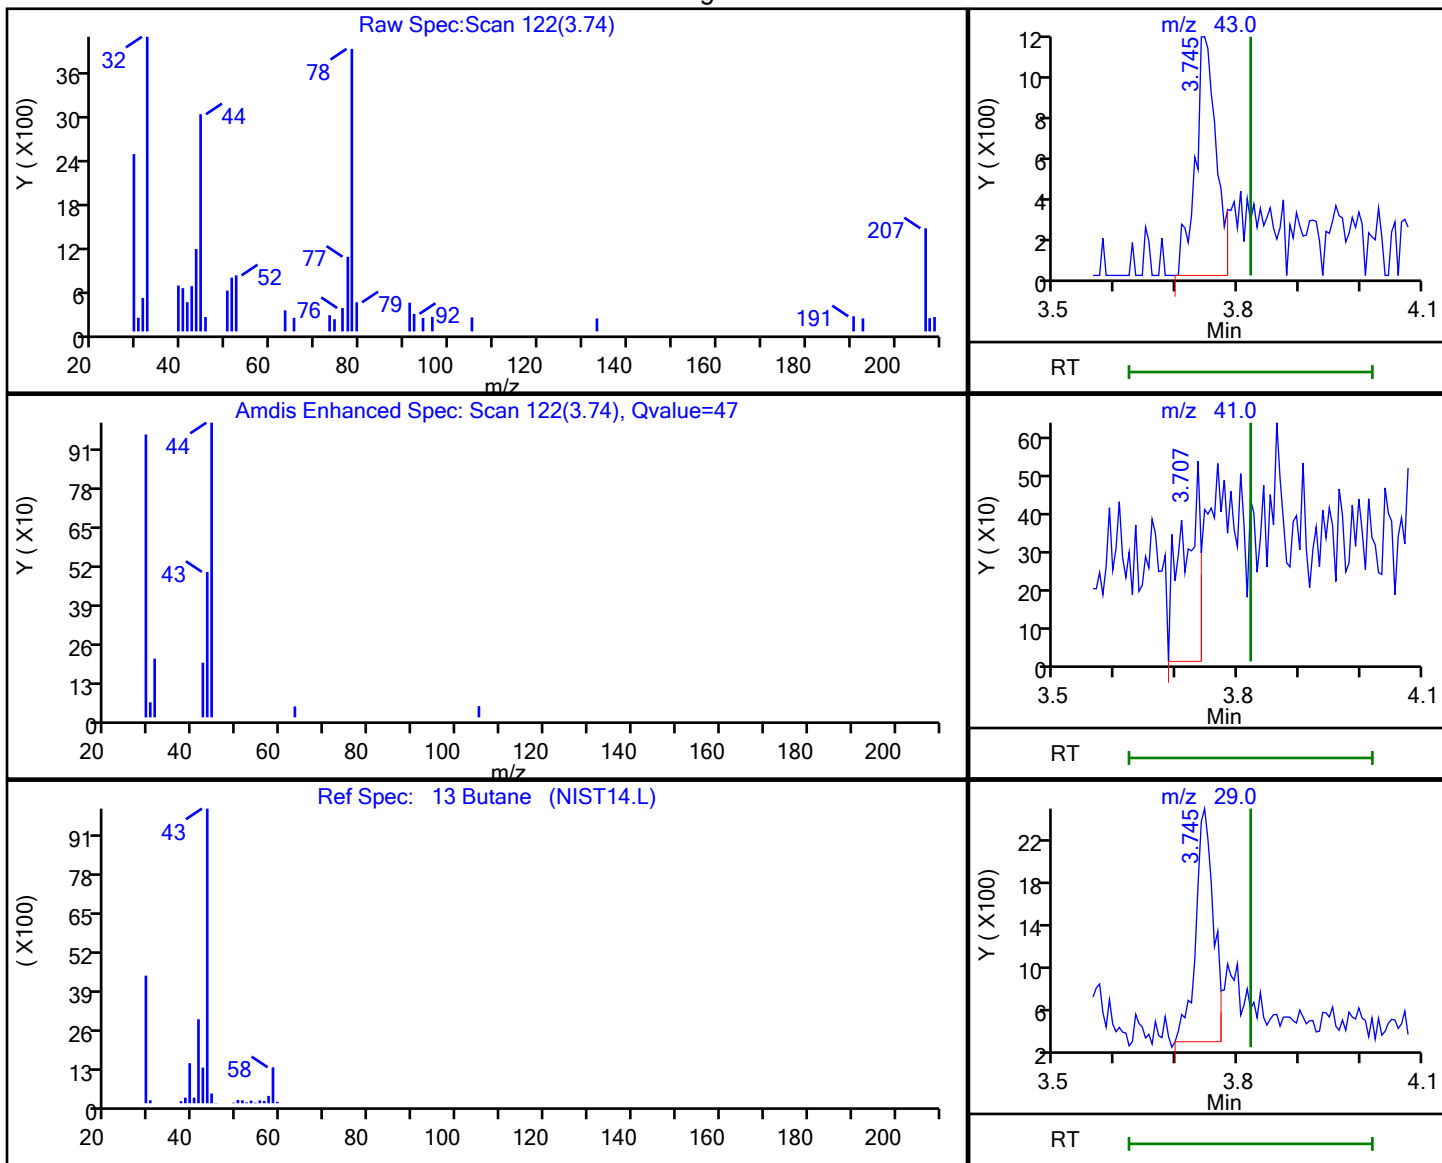 Raw Spec:Scan 122(3.74)
Y ( X100)
36
30
24
18
12
6
0
32
44
78
77
52
76
79
92
191
207
20 40 60 80 100 120 140 160 180 200
m/z
m/z 43.0
Y ( X100)
12
10
8
6
4
2
0
3.745
3.5 3.8 4.1
Min
RT
Amdis Enhanced Spec: Scan 122(3.74), Qvalue=47
Y ( X10)
91
78
65
52
39
26
13
0
44
43
20 40 60 80 100 120 140 160 180 200
m/z
m/z 41.0
Y ( X10)
60
50
40
30
20
10
0
3.707
3.5 3.8 4.1
Min
RT
Ref Spec: 13 Butane (NIST14.L)
( X100)
91
78
65
52
39
26
13
0
43
58
20 40 60 80 100 120 140 160 180 200
m/z 29.0
Y ( X100)
22
18
14
10
6
2
3.745
3.5 3.8 4.1
Min
RT